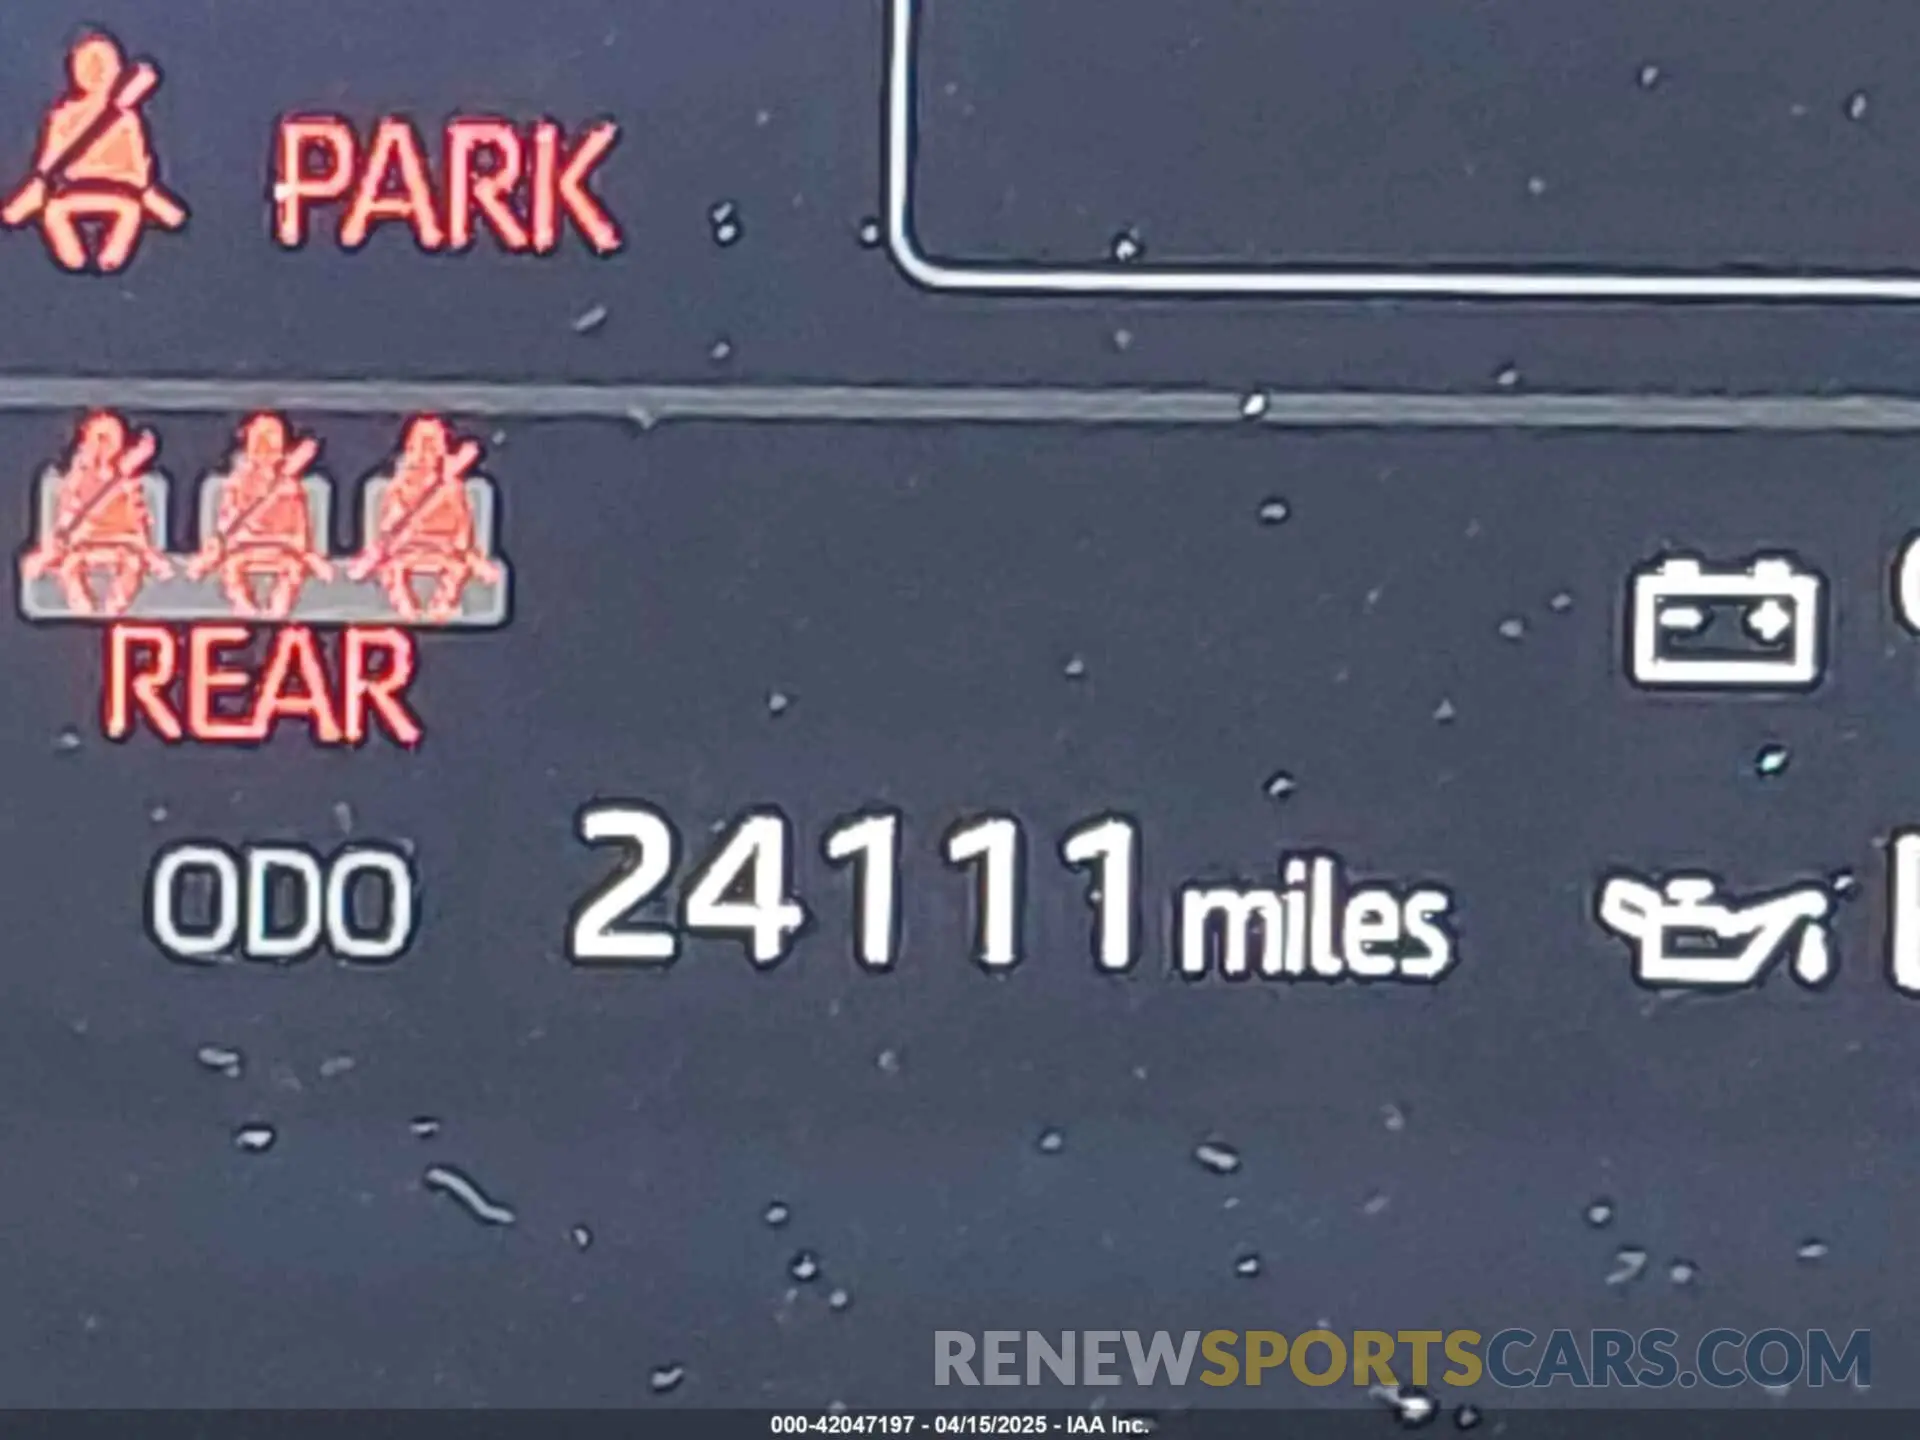 PARK
REAR
ODO 24111 miles
RENEWSPORTSCARS.COM
000-42047197 - 04/15/2025 - IAA Inc.